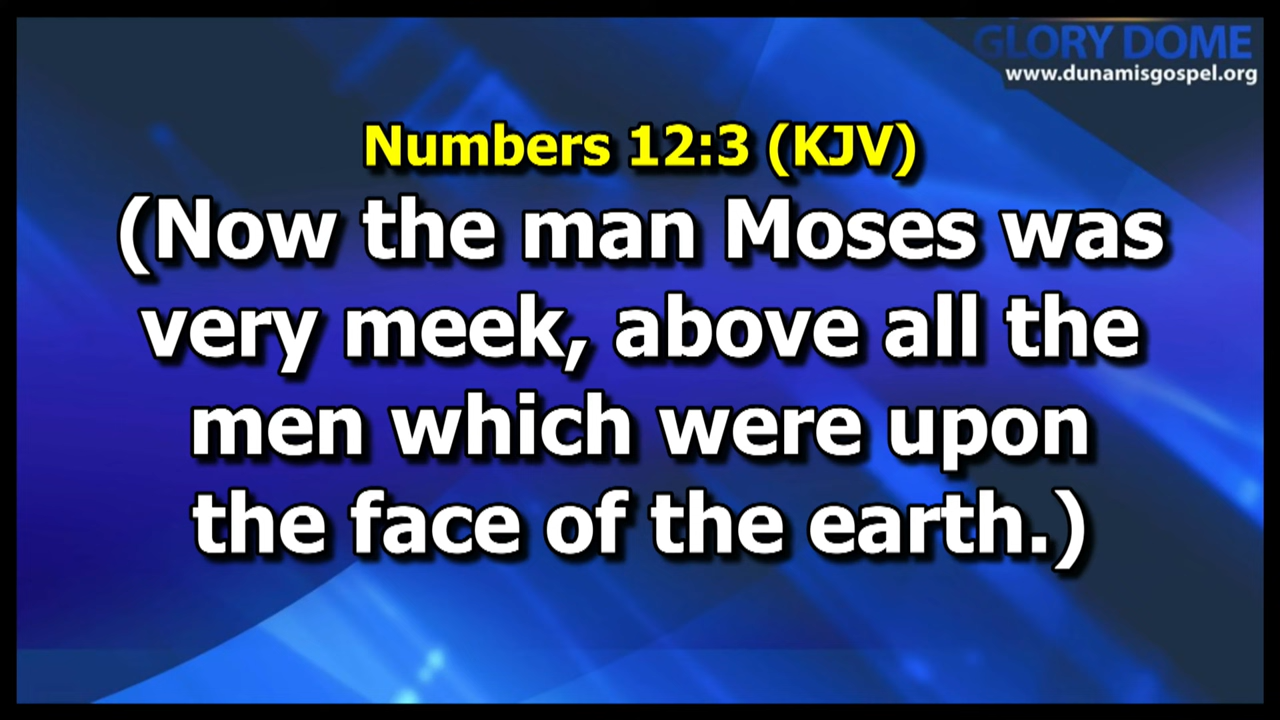 GLORY DOME
www.dunamisgospel.org
Numbers 12:3 (KJV)
(Now the man Moses was
very meek, above all the
men which were upon
the face of the earth.)